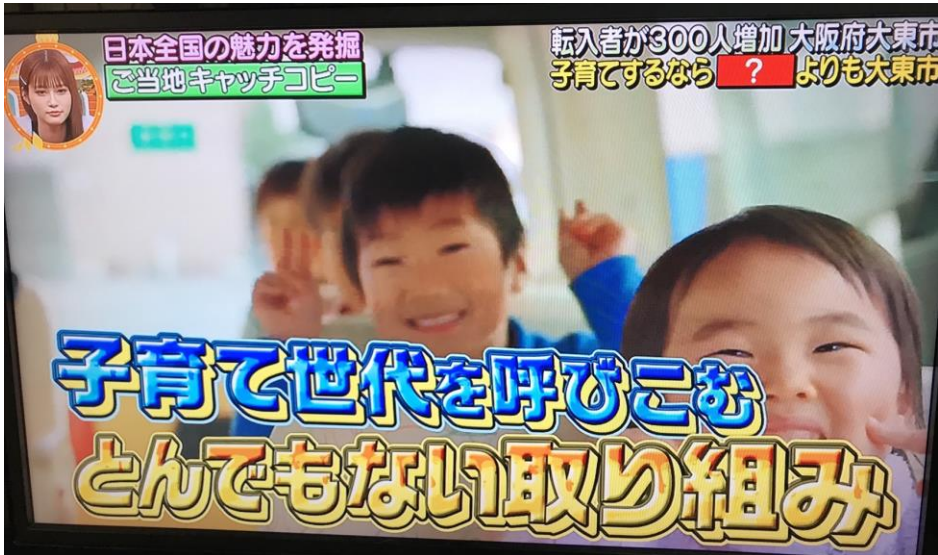 日本全国の魅力を発掘
ご当地キャッチコピー
転入者が300人増加 大阪府大東市
子育てするなら ? よりも大東市
子育て世代を呼びこむ
とんでもない取り組み